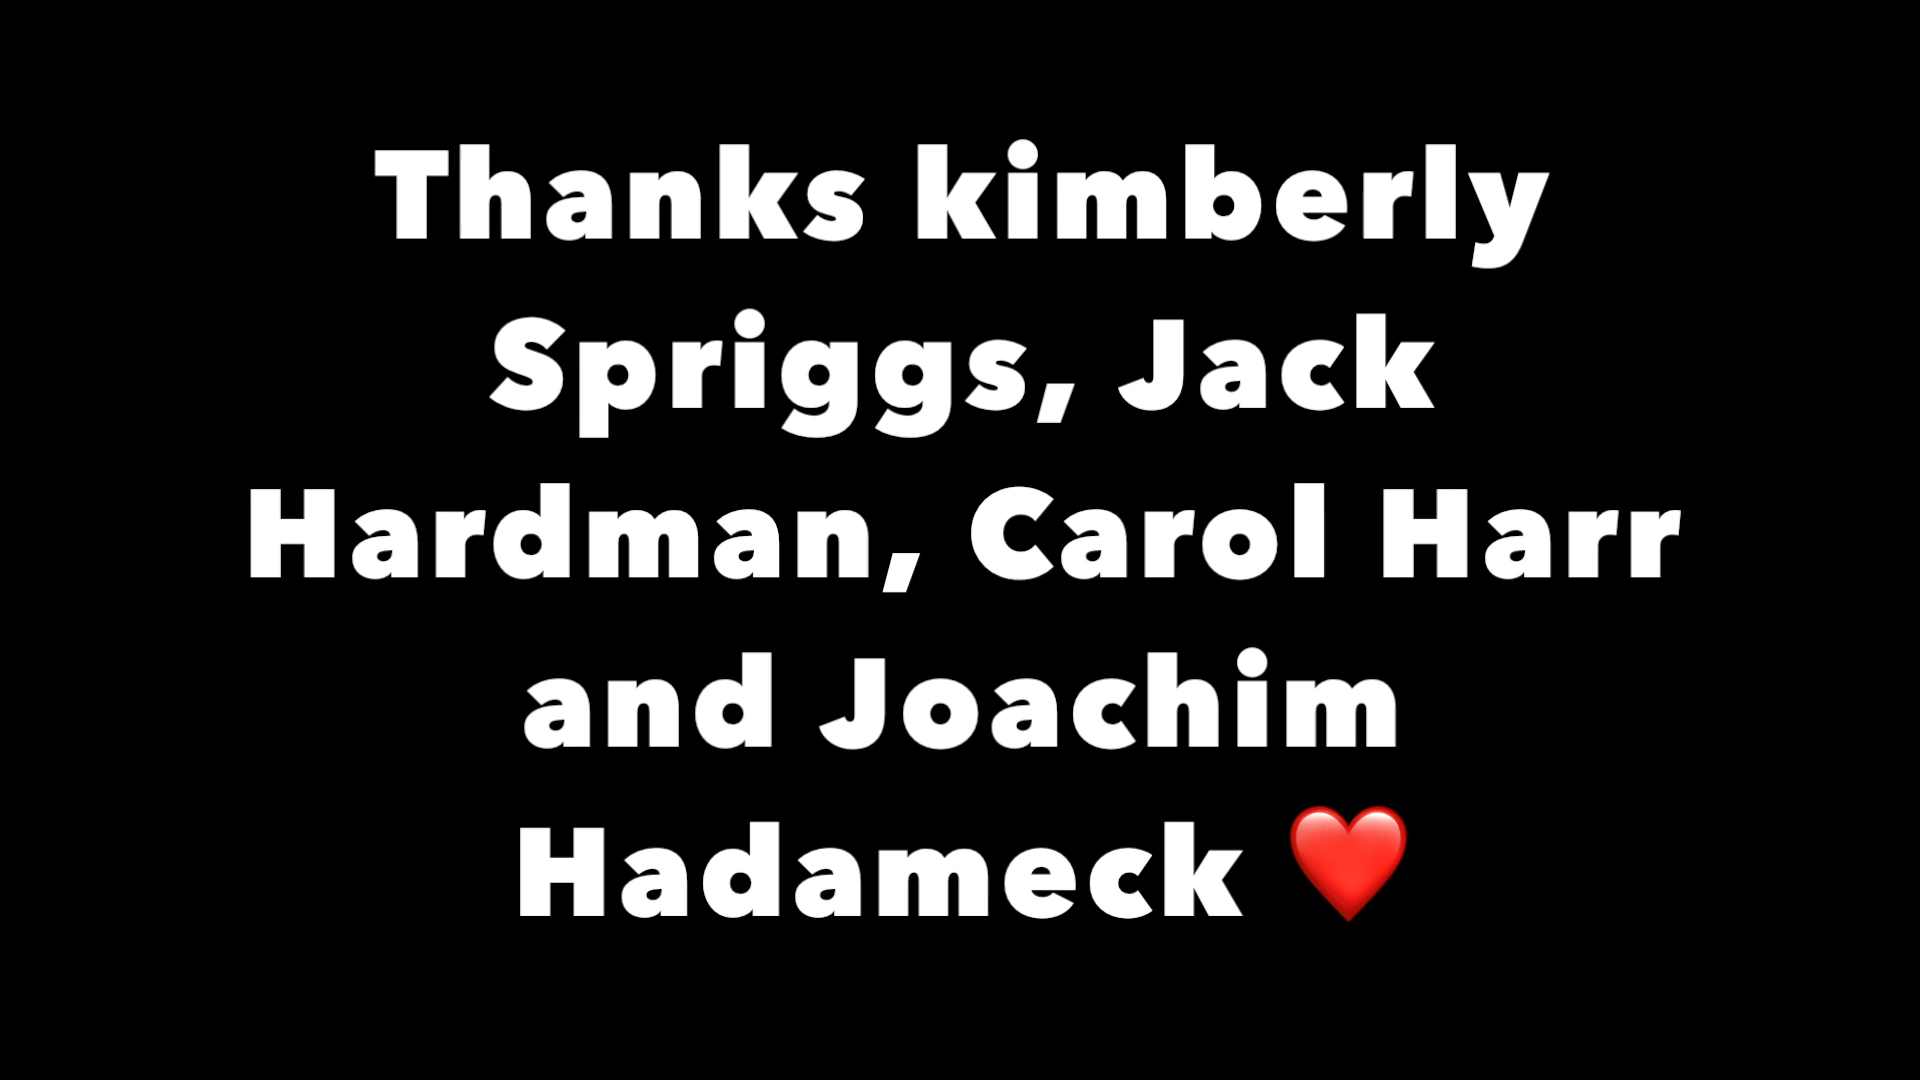 Thanks kimberly
Spriggs, Jack
Hardman, Carol Harr
and Joachim
Hadameck ❤️